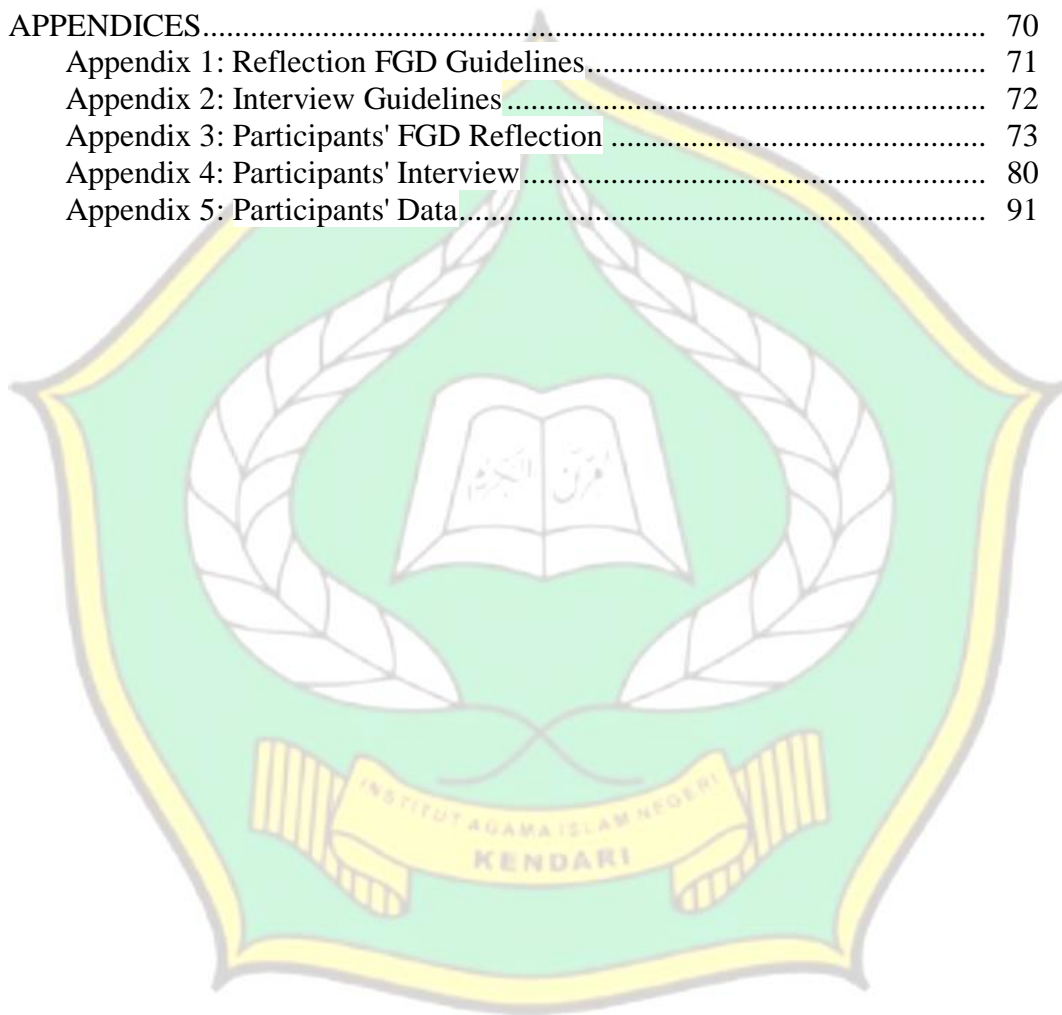 APPENDICES.................................................................................................. 70
Appendix 1: Reflection FGD Guidelines.................................................. 71
Appendix 2: Interview Guidelines............................................................ 72
Appendix 3: Participants' FGD Reflection ............................................... 73
Appendix 4: Participants' Interview.......................................................... 80
Appendix 5: Participants' Data.................................................................. 91
INSTITUT AGAMA ISLAM NEGERI
KENDARI